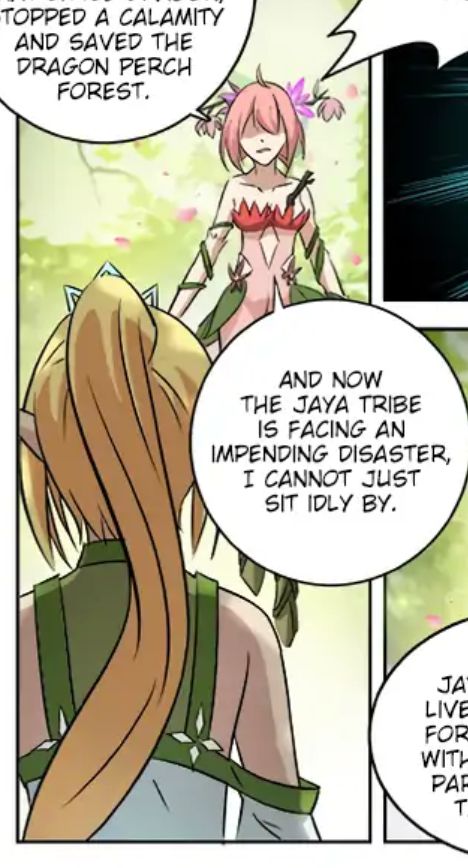 STOPPED A CALAMITY
AND SAVED THE
DRAGON PERCH
FOREST.
AND NOW
THE JAYA TRIBE
IS FACING AN
IMPENDING DISASTER,
I CANNOT JUST
SIT IDLY BY.